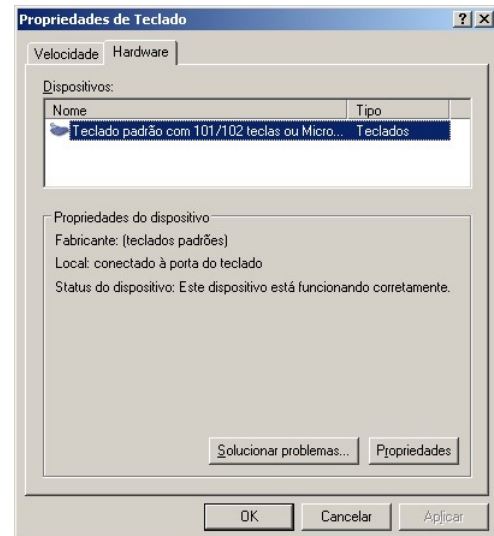 Propriedades de Teclado
Velocidade Hardware
Dispositivos:
Nome Tipo
Teclado padrão com 101/102 teclas ou Micro... Teclados
Propriedades do dispositivo
Fabricante: (teclados padrões)
Local: conectado à porta do teclado
Status do dispositivo: Este dispositivo está funcionando corretamente.
Solucionar problemas... Propriedades
OK Cancelar Aplicar